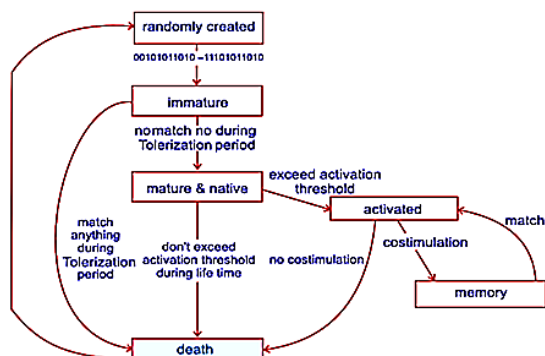 randomly created
00101011010 –11101011010
immature
nomatch no during
Tolerization period
mature & native
exceed activation
threshold
activated
match
anything
during
Tolerization
period
don't exceed
activation threshold
during life time
no costimulation
costimulation
match
memory
death